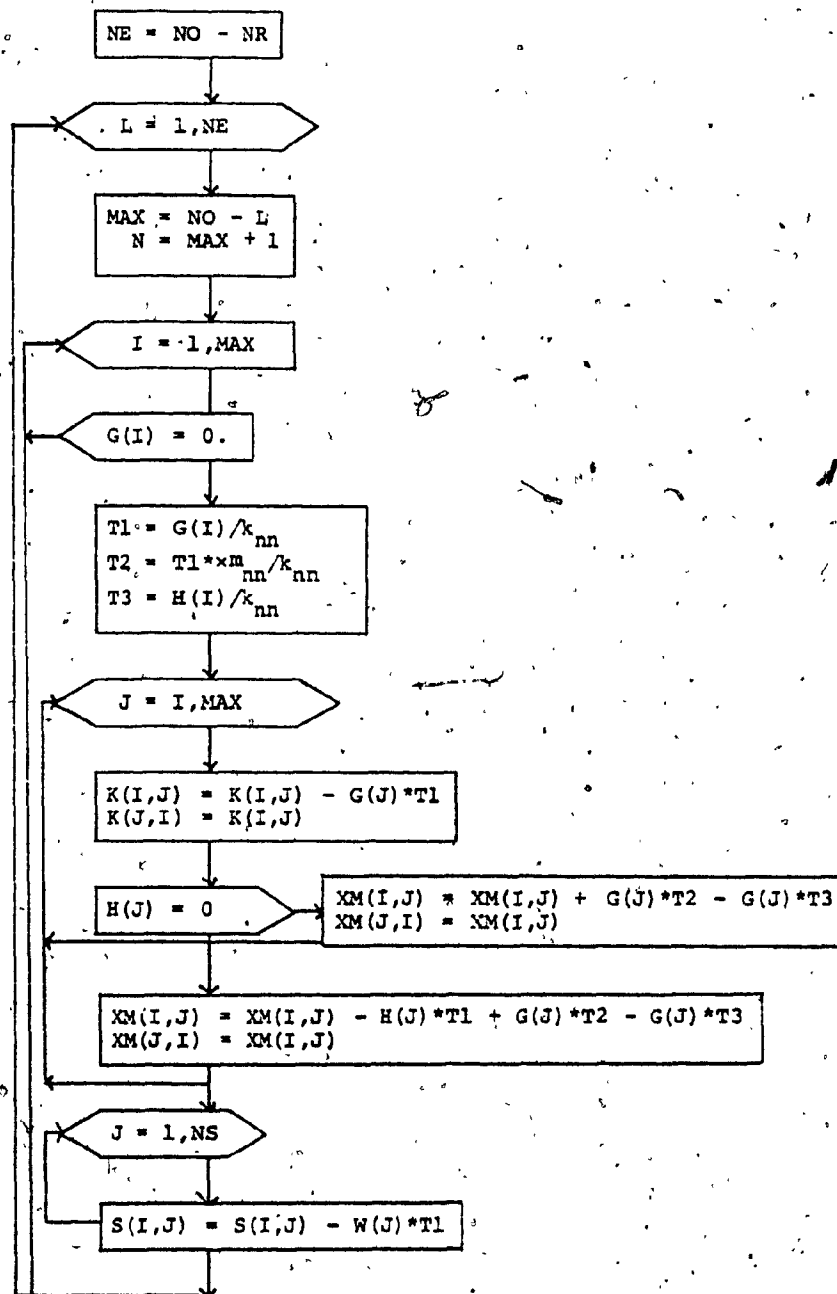 NE = NO - NR
L = 1,NE
MAX = NO - L
N = MAX + 1
I = 1,MAX
G(I) = 0.
T1 = G(I)/k_nn
T2 = T1*×m_nn/k_nn
T3 = H(I)/k_nn
J = I,MAX
K(I,J) = K(I,J) - G(J)*T1
K(J,I) = K(I,J)
H(J) = 0
XM(I,J) = XM(I,J) + G(J)*T2 - G(J)*T3
XM(J,I) = XM(I,J)
XM(I,J) = XM(I,J) - H(J)*T1 + G(J)*T2 - G(J)*T3
XM(J,I) = XM(I,J)
J = 1,NS
S(I,J) = S(I,J) - W(J)*T1